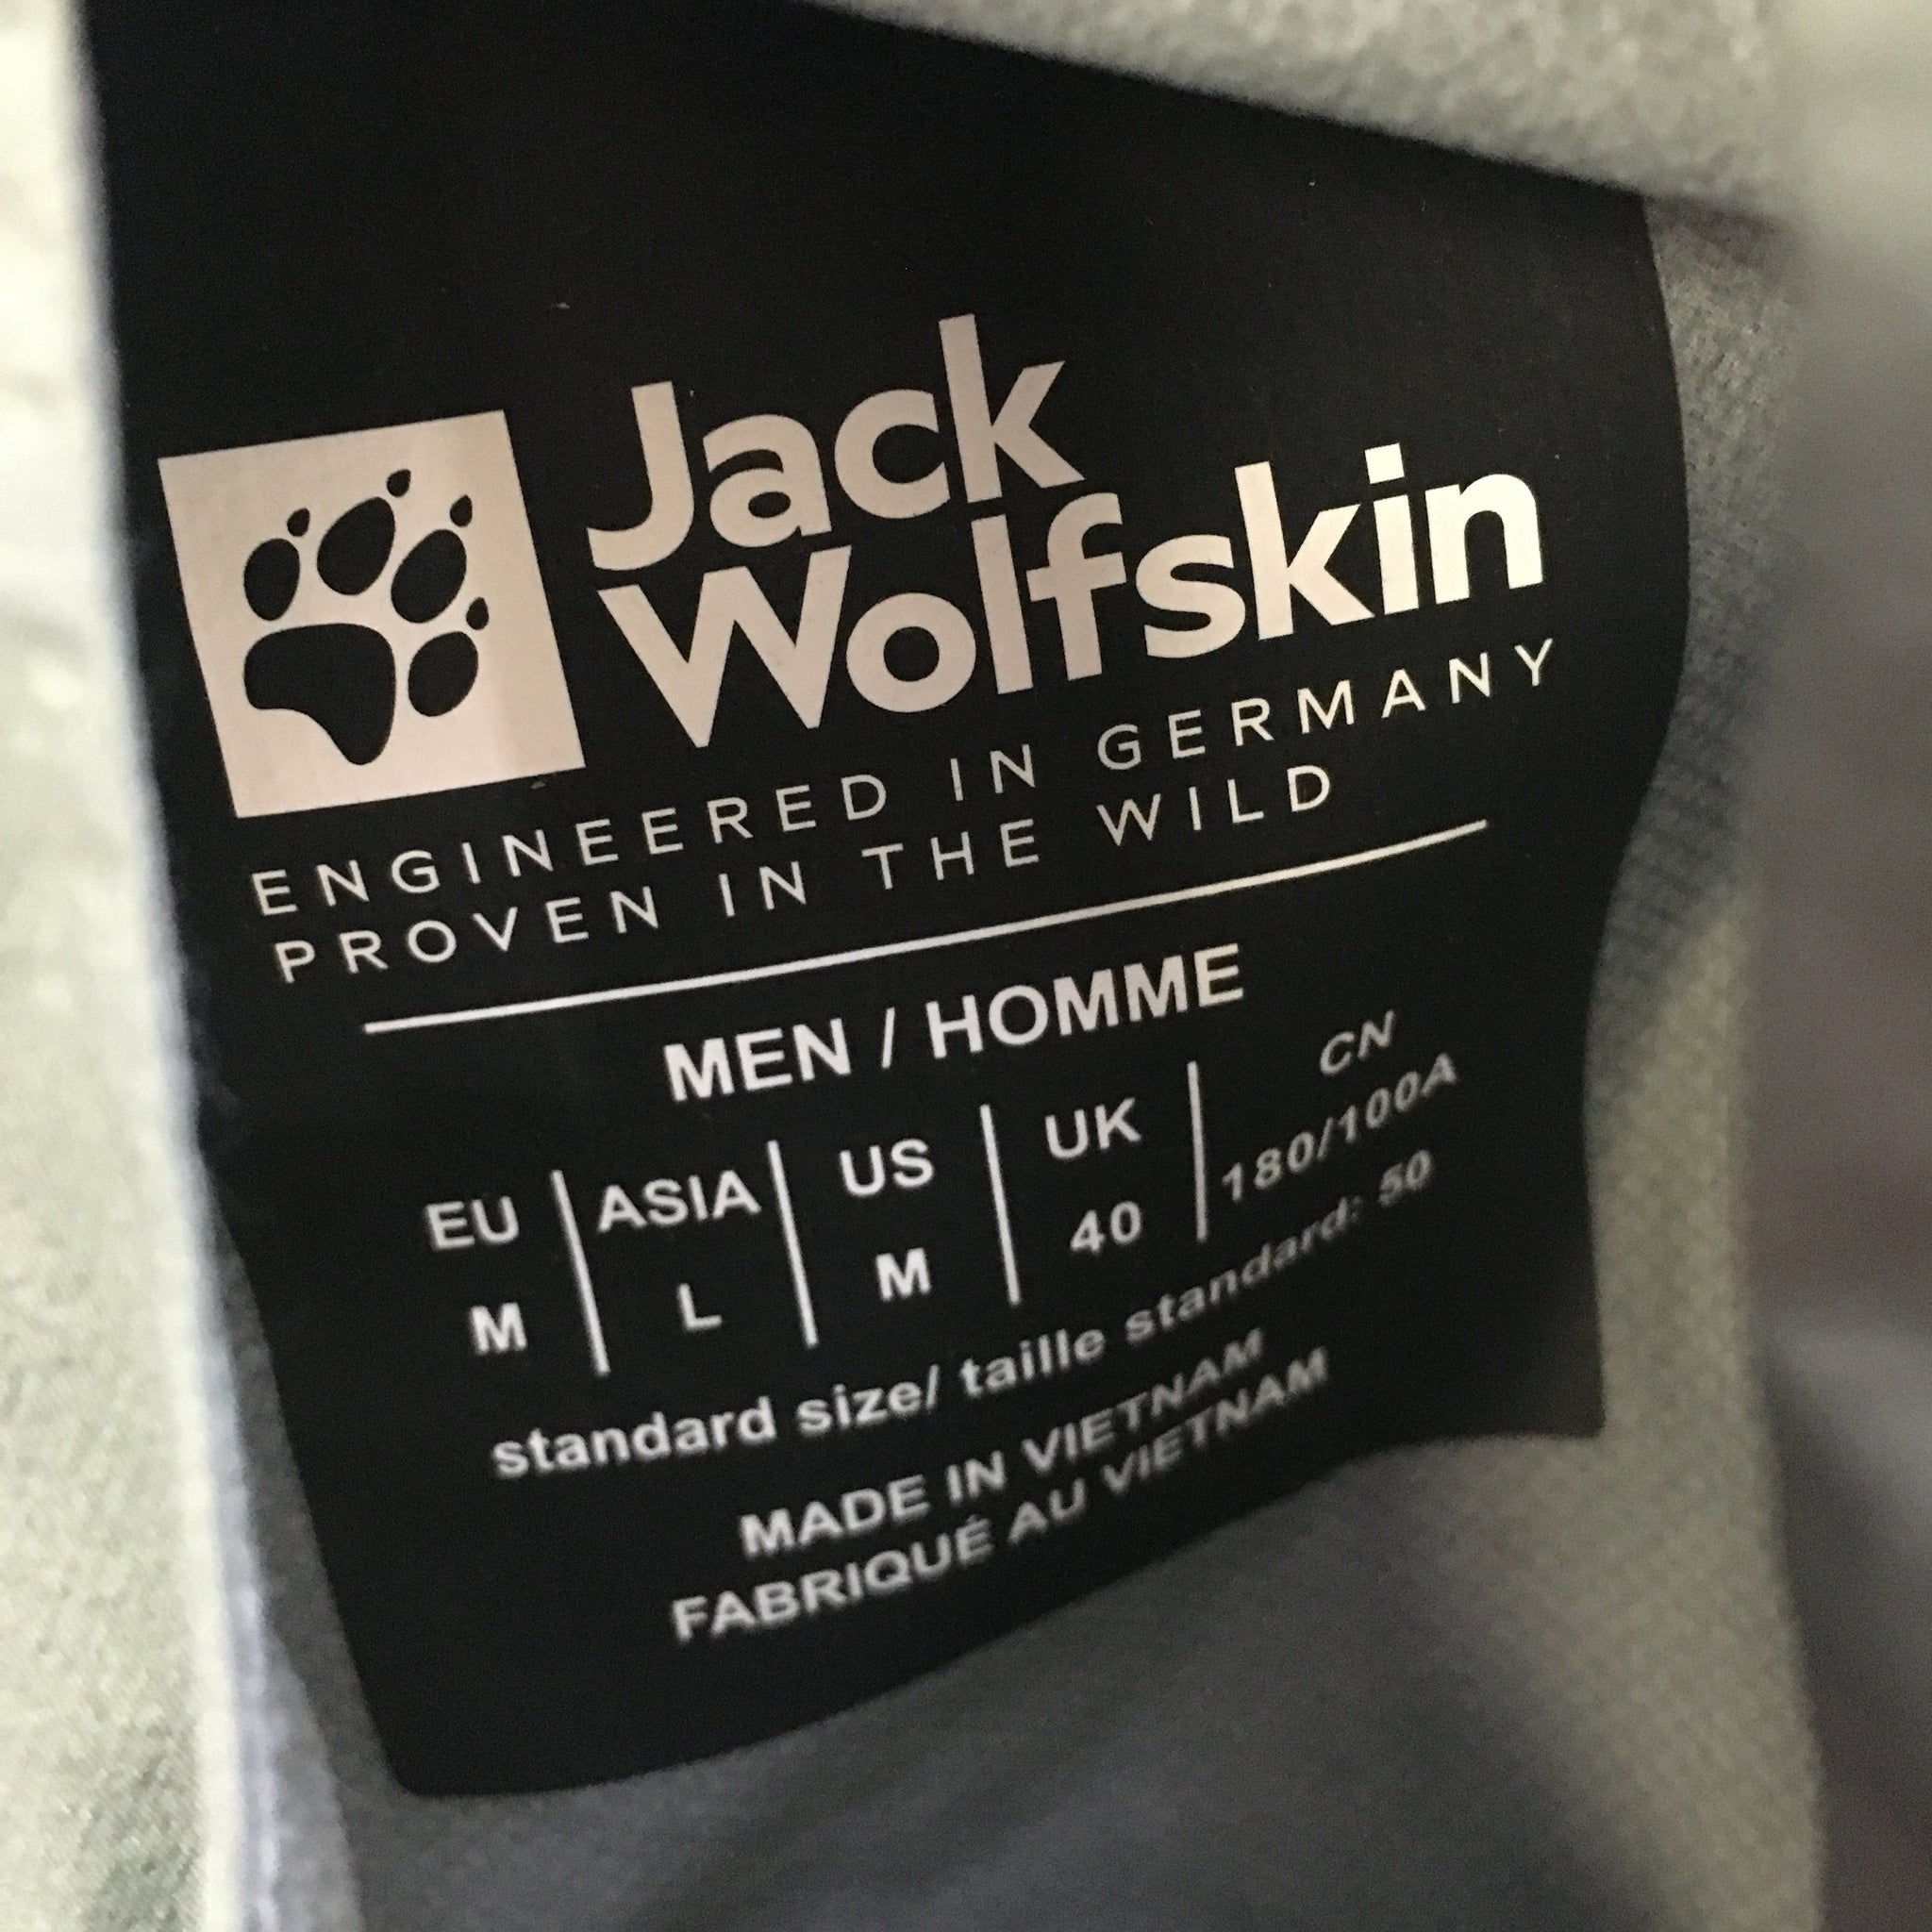 Jack
Wolfskin
ENGINEERED IN GERMANY
PROVEN IN THE WILD
MEN / HOMME
EU | ASIA | US | UK | CN
M | L | M | 40 | 180/100A
standard size/ taille standard: 50
MADE IN VIETNAM
FABRIQUÉ AU VIETNAM